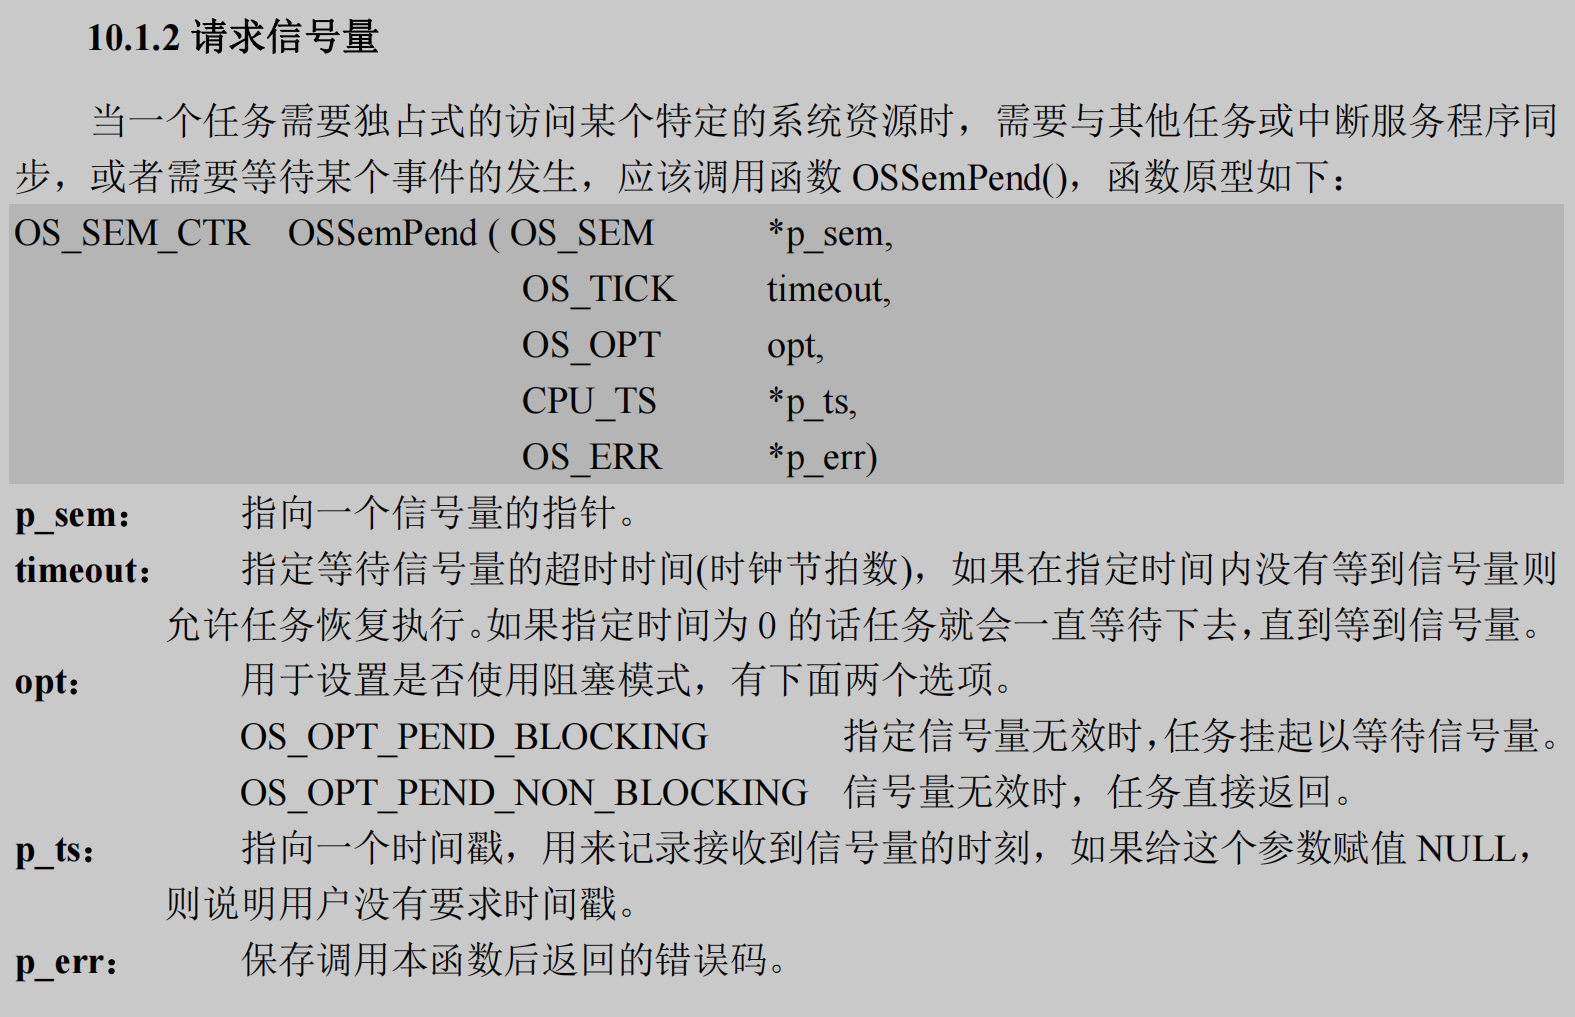 10.1.2 请求信号量
当一个任务需要独占式的访问某个特定的系统资源时，需要与其他任务或中断服务程序同
步，或者需要等待某个事件的发生，应该调用函数 OSSemPend()，函数原型如下：
OS_SEM_CTR OSSemPend ( OS_SEM *p_sem,
OS_TICK timeout,
OS_OPT opt,
CPU_TS *p_ts,
OS_ERR *p_err)
p_sem： 指向一个信号量的指针。
timeout： 指定等待信号量的超时时间(时钟节拍数)，如果在指定时间内没有等到信号量则
允许任务恢复执行。如果指定时间为 0 的话任务就会一直等待下去，直到等到信号量。
opt： 用于设置是否使用阻塞模式，有下面两个选项。
OS_OPT_PEND_BLOCKING 指定信号量无效时，任务挂起以等待信号量。
OS_OPT_PEND_NON_BLOCKING 信号量无效时，任务直接返回。
p_ts： 指向一个时间戳，用来记录接收到信号量的时刻，如果给这个参数赋值 NULL，
则说明用户没有要求时间戳。
p_err： 保存调用本函数后返回的错误码。